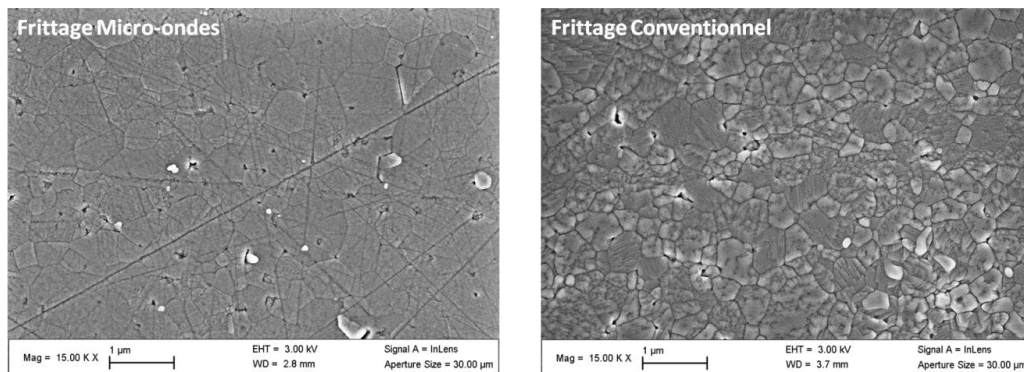 Frittage Micro-ondes
Mag = 15.00 K X
1 µm
EHT = 3.00 kV
WD = 2.8 mm
Signal A = InLens
Aperture Size = 30.00 µm
Frittage Conventionnel
Mag = 15.00 K X
1 µm
EHT = 3.00 kV
WD = 3.7 mm
Signal A = InLens
Aperture Size = 30.00 µm